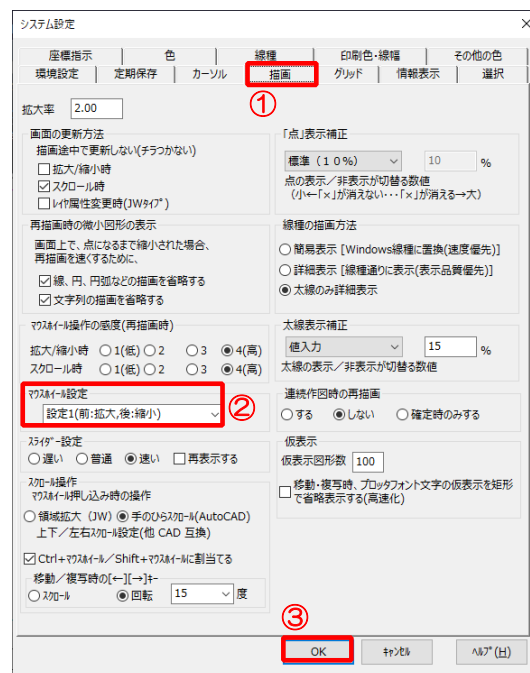 システム設定
座標指示 色 線種 印刷色・線幅 その他の色
環境設定 定期保存 カーソル 描画 グリッド 情報表示 選択
①
拡大率 2.00
画面の更新方法
描画途中で更新しない(チラつかない)
拡大/縮小時
スクロール時
ﾚｲﾔ属性変更時(JWﾀｲﾌﾟ)
「点」表示補正
標準（１０％） 10 %
点の表示／非表示が切替る数値
（小←「×」が消えない・・・「×」が消える→大）
再描画時の微小図形の表示
画面上で、点になるまで縮小された場合、
再描画を速くするために、
線、円、円弧などの描画を省略する
文字列の描画を省略する
線種の描画方法
簡易表示 [Windows線種に置換(速度優先)]
詳細表示 [線種通りに表示(表示品質優先)]
太線のみ詳細表示
ﾏｳｽﾎｲｰﾙ操作の感度(再描画時)
拡大/縮小時 1(低) 2 3 4(高)
スクロール時 1(低) 2 3 4(高)
太線表示補正
値入力 15 %
太線の表示／非表示が切替る数値
ﾏｳｽﾎｲｰﾙ設定
設定1(前:拡大,後:縮小)
②
連続作図時の再描画
する しない 確定時のみする
ｽﾗｲﾀﾞｰ設定
遅い 普通 速い 再表示する
仮表示
仮表示図形数 100
移動・複写時、プロッタフォント文字の仮表示を矩形
で省略表示する(高速化)
ｽｸﾛｰﾙ操作
ﾏｳｽﾎｲｰﾙ押し込み時の操作
領域拡大（JW） 手のひらｽｸﾛｰﾙ(AutoCAD)
上下／左右ｽｸﾛｰﾙ設定(他 CAD 互換)
Ctrl+ﾏｳｽﾎｲｰﾙ／Shift+ﾏｳｽﾎｲｰﾙに割当てる
移動／複写時の[←][→]ｷｰ
ｽｸﾛｰﾙ 回転 15 度
③
OK ｷｬﾝｾﾙ ﾍﾙﾌﾟ(H)